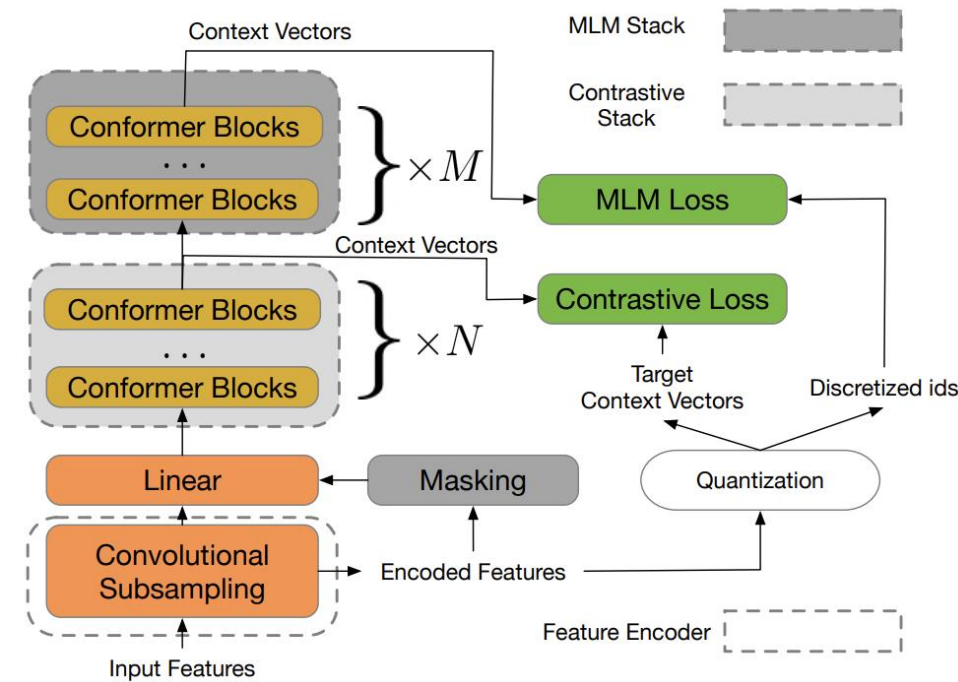 Context Vectors
MLM Stack
Contrastive
Stack
Conformer Blocks
...
Conformer Blocks
} × M
MLM Loss
Context Vectors
Conformer Blocks
...
Conformer Blocks
} × N
Contrastive Loss
Target
Context Vectors
Discretized ids
Linear
Masking
Quantization
Convolutional
Subsampling
Encoded Features
Feature Encoder
Input Features